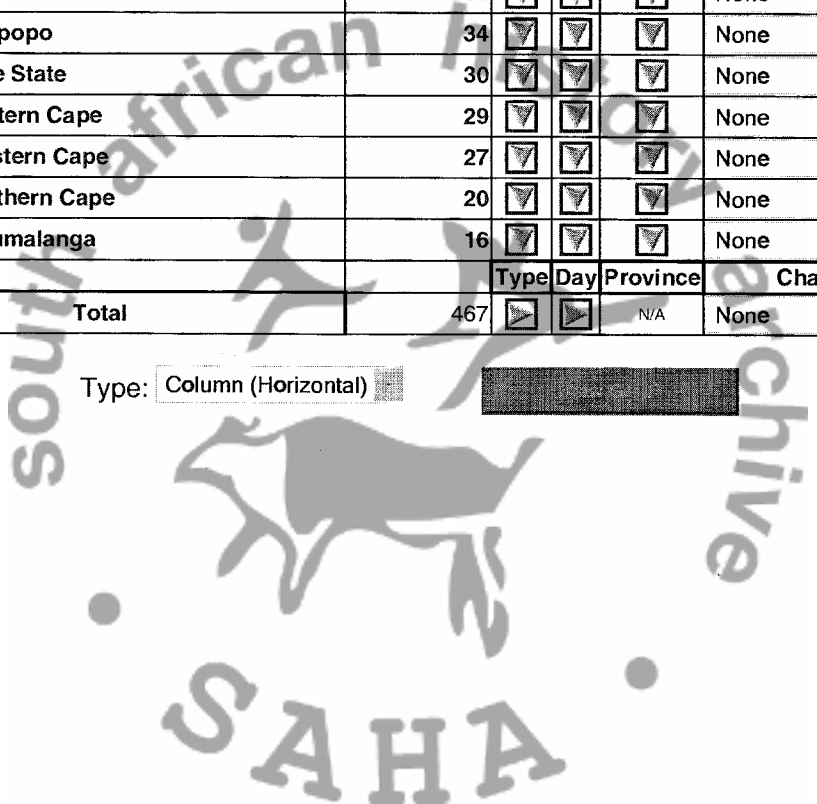 popo 34 None
e State 30 None
tern Cape 29 None
stern Cape 27 None
thern Cape 20 None
umalanga 16 None
Type Day Province Cha
Total 467 N/A None
Type: Column (Horizontal)
south african history archive
SAHA